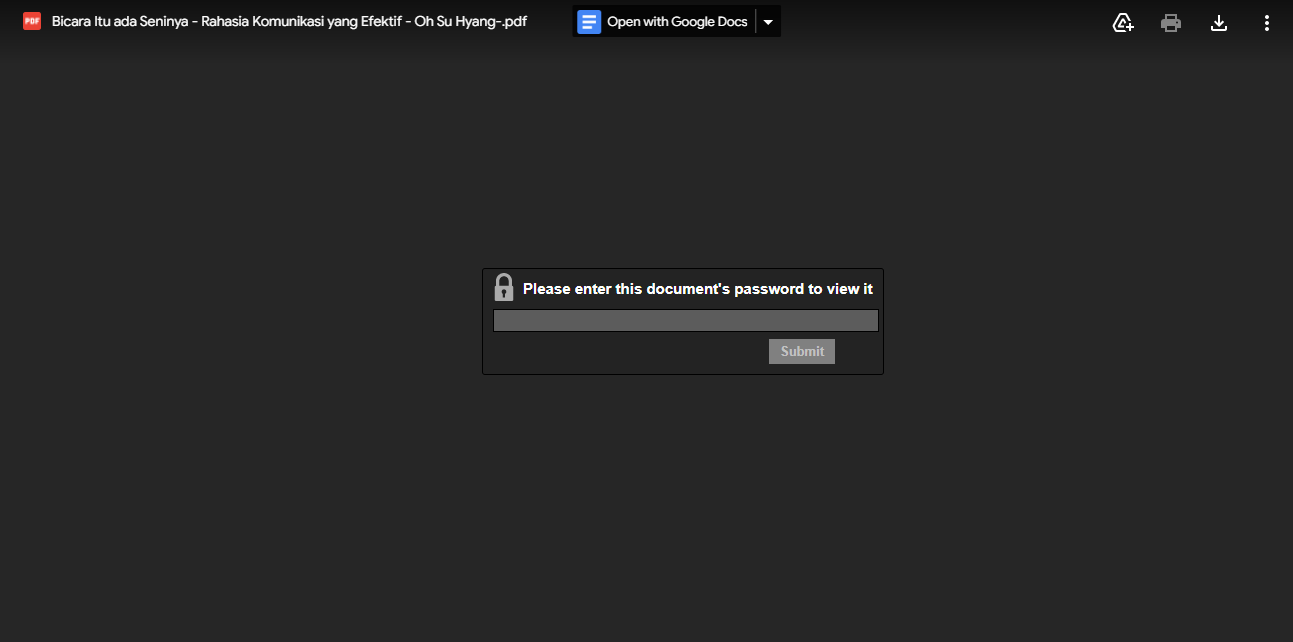 PDF Bicara Itu ada Seninya - Rahasia Komunikasi yang Efektif - Oh Su Hyang-.pdf Open with Google Docs
Please enter this document's password to view it
Submit